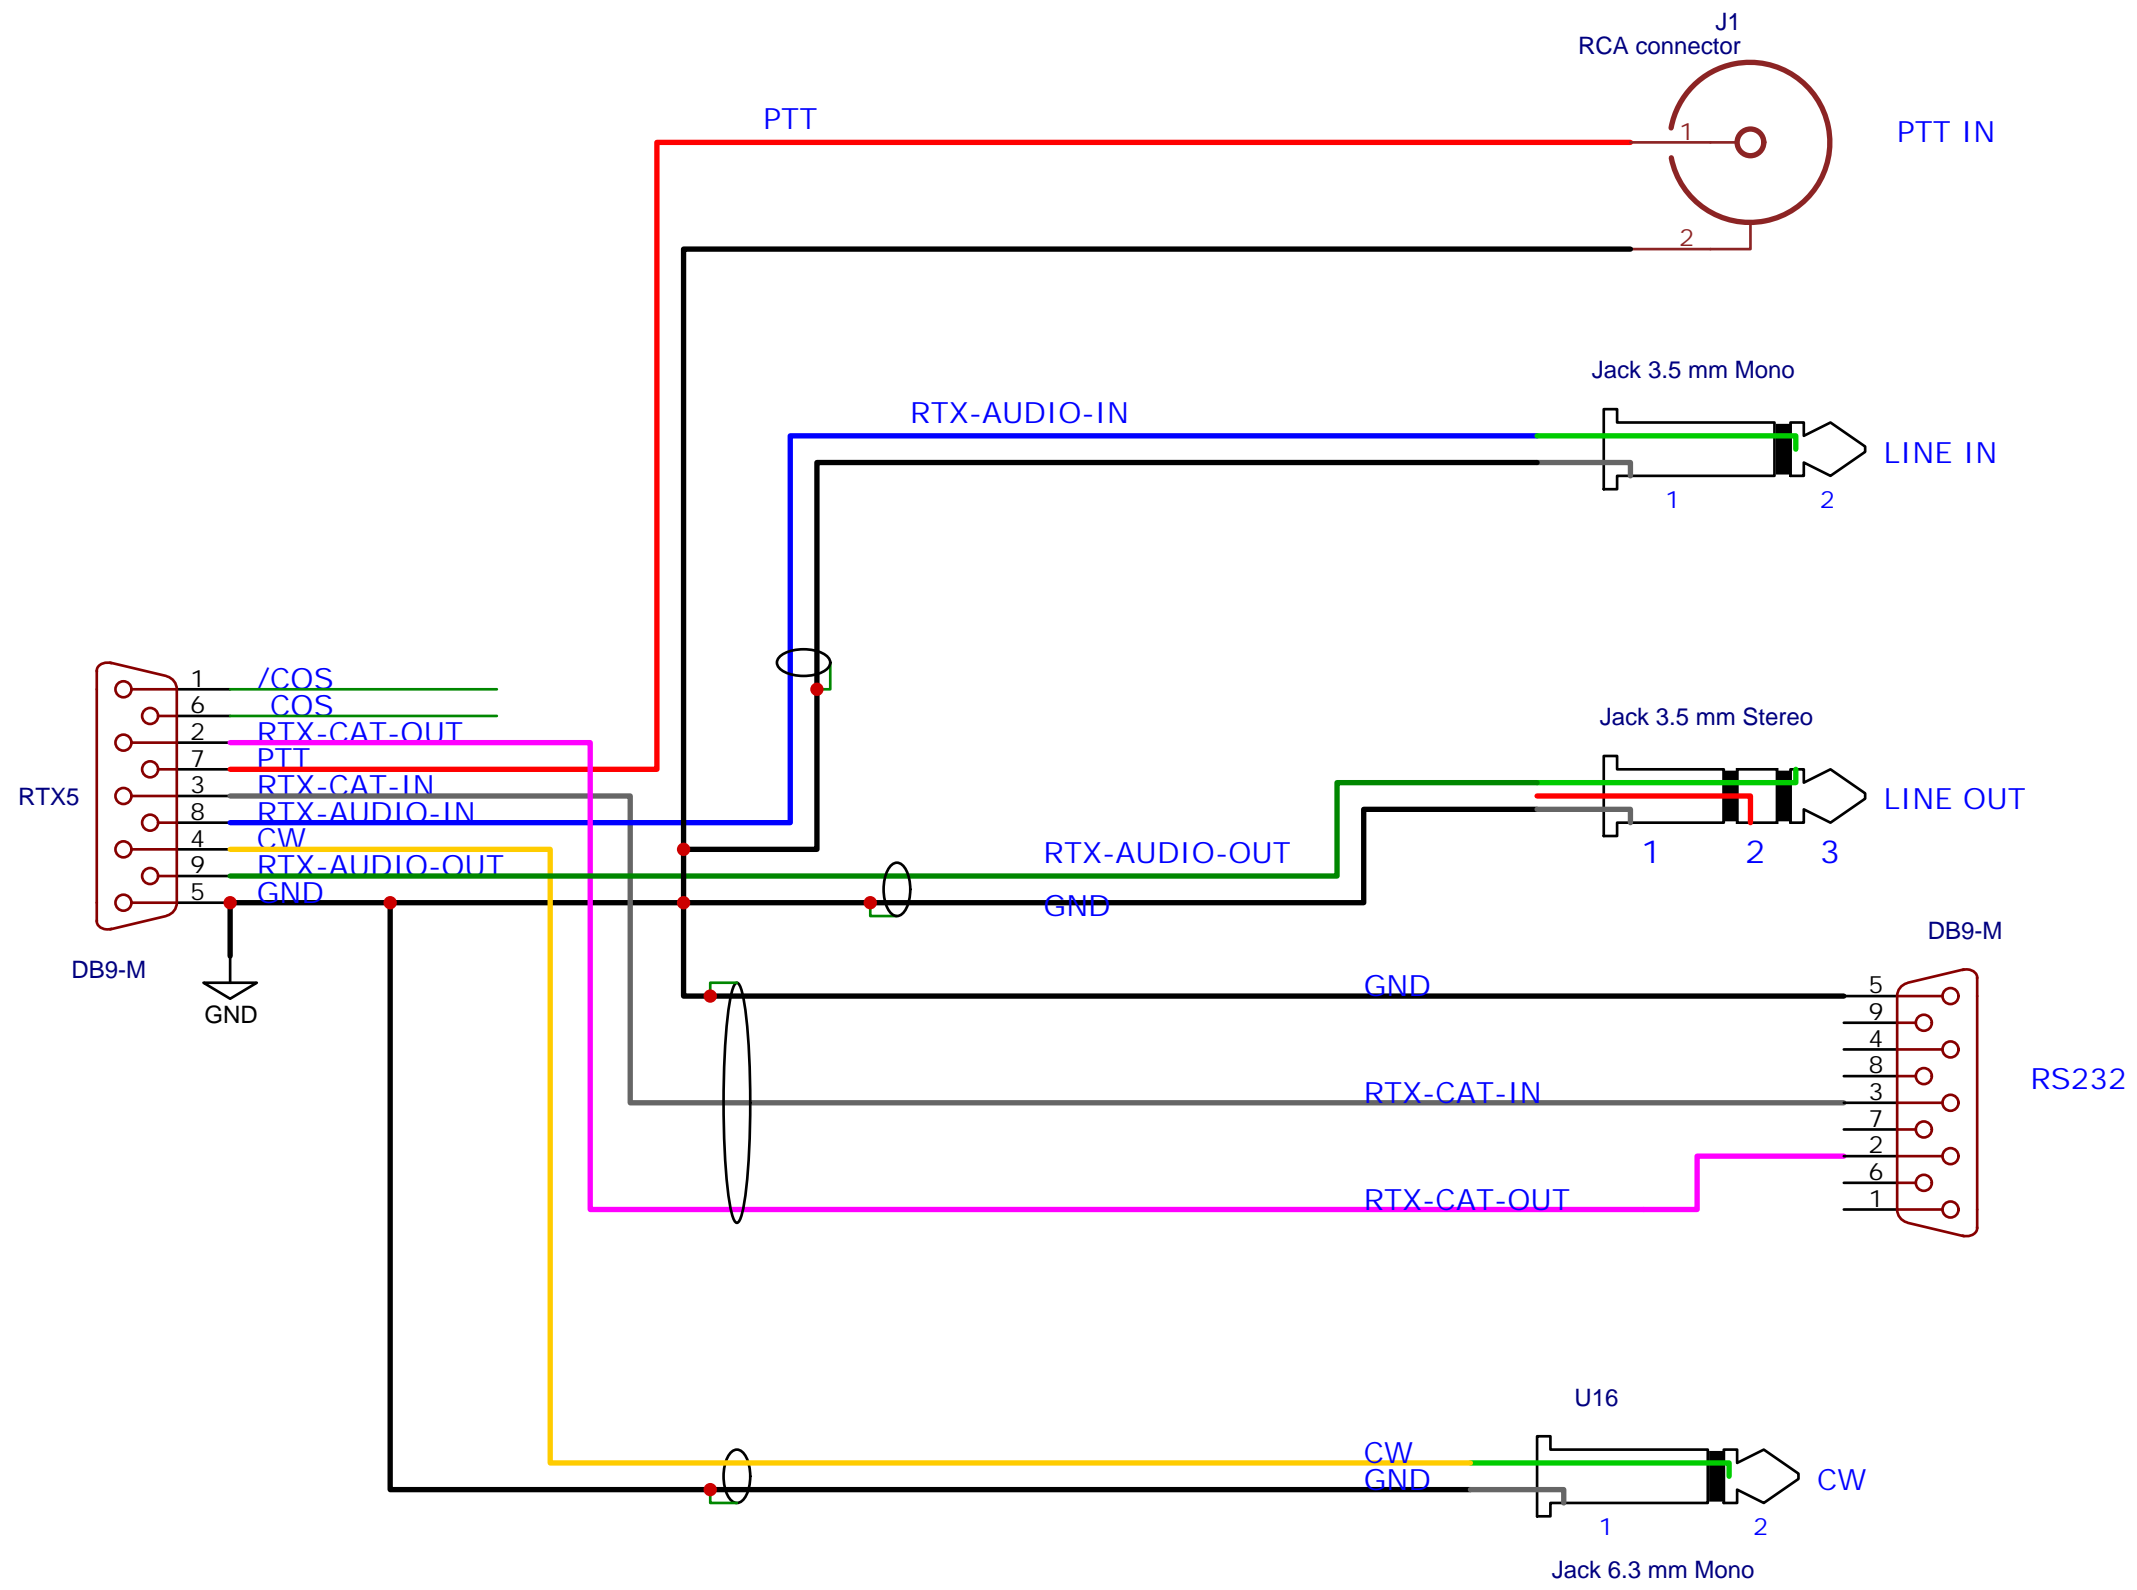 J1
RCA connector
PTT
1
PTT IN
2
Jack 3.5 mm Mono
RTX-AUDIO-IN
LINE IN
1 2
Jack 3.5 mm Stereo
LINE OUT
1 2 3
RTX5
1 /COS
6 COS
2 RTX-CAT-OUT
7 PTT
3 RTX-CAT-IN
8 RTX-AUDIO-IN
4 CW
9 RTX-AUDIO-OUT
5 GND
DB9-M
GND
RTX-AUDIO-OUT
GND
DB9-M
GND
RTX-CAT-IN
RTX-CAT-OUT
5
9
4
8
3
7
2
6
1
RS232
U16
CW
GND
CW
1 2
Jack 6.3 mm Mono